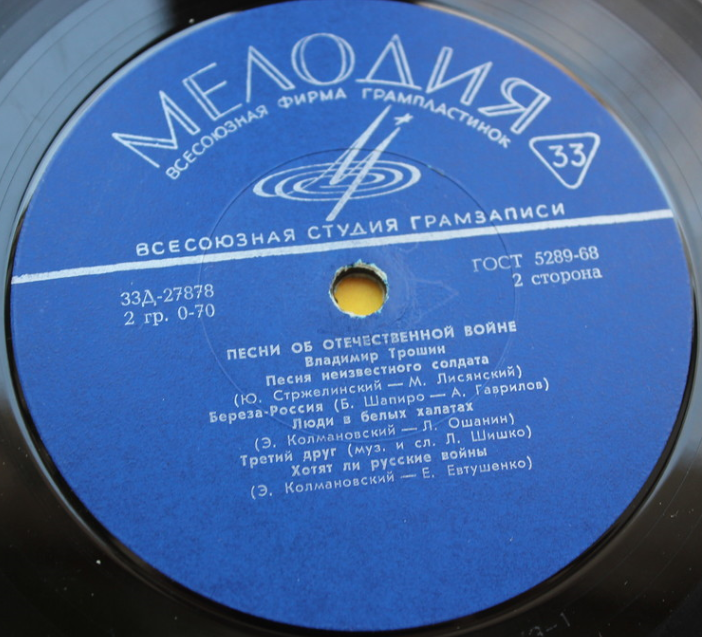 МЕЛОДИЯ
ВСЕСОЮЗНАЯ ФИРМА ГРАМПЛАСТИНОК
33
ВСЕСОЮЗНАЯ СТУДИЯ ГРАМЗАПИСИ
33Д-27878
2 гр. 0-70
ГОСТ 5289-68
2 сторона
ПЕСНИ ОБ ОТЕЧЕСТВЕННОЙ ВОЙНЕ
Владимир Трошин
Песня неизвестного солдата
(Ю. Стржелинский — М. Лисянский)
Береза-Россия (Б. Шапиро — А. Гаврилов)
Люди в белых халатах
(Э. Колмановский — Л. Ошанин)
Третий друг (муз. и сл. Л. Шишко)
Хотят ли русские войны
(Э. Колмановский — Е. Евтушенко)